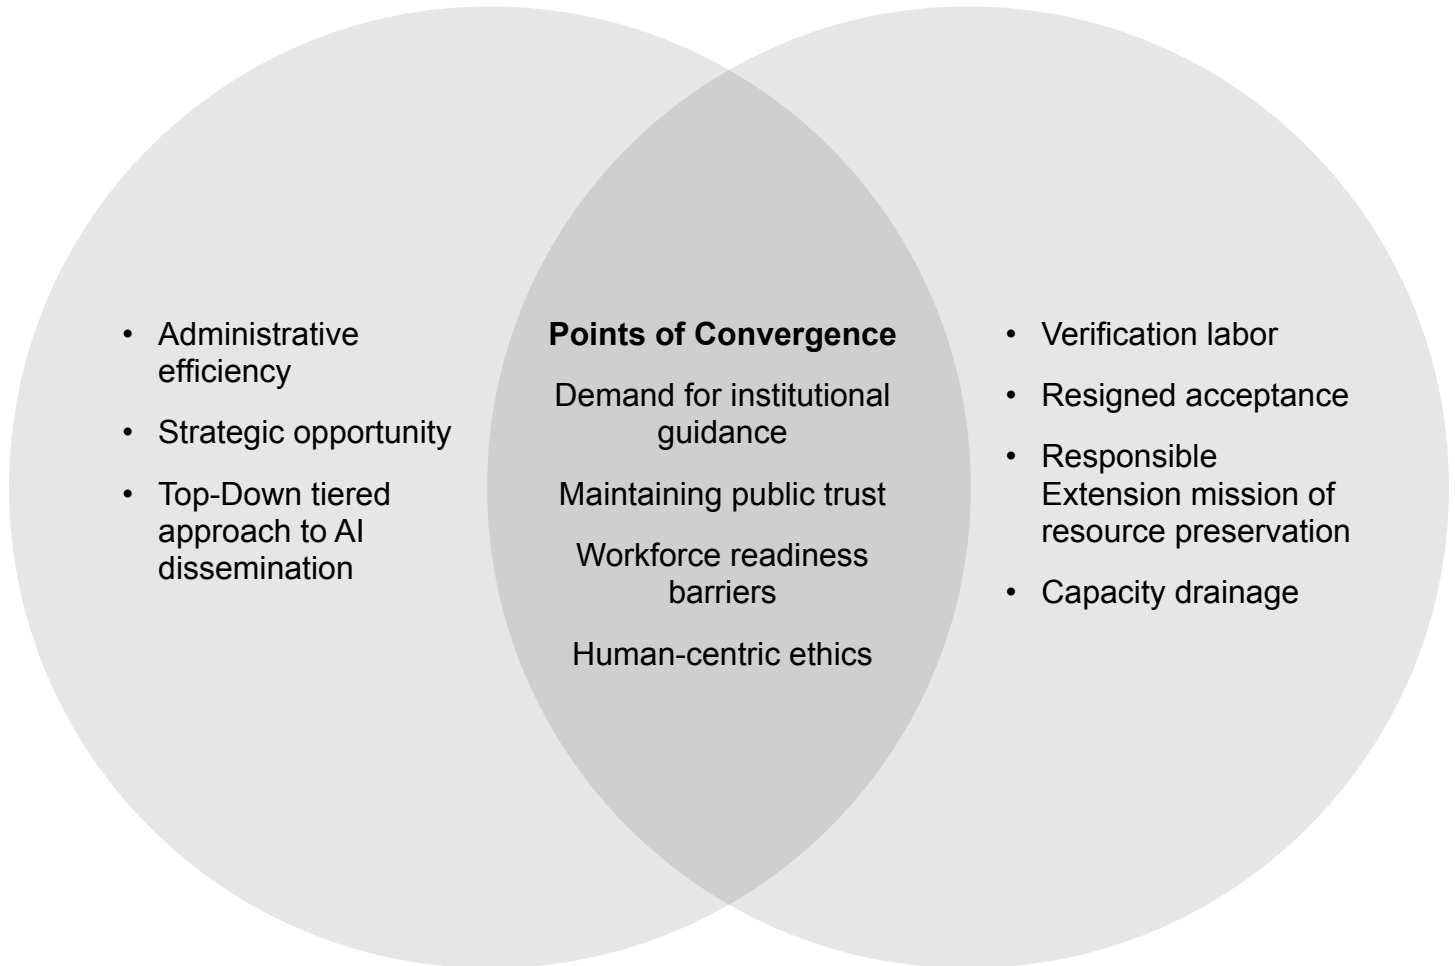 • Administrative
efficiency
• Strategic opportunity
• Top-Down tiered
approach to AI
dissemination
Points of Convergence
Demand for institutional
guidance
Maintaining public trust
Workforce readiness
barriers
Human-centric ethics
• Verification labor
• Resigned acceptance
• Responsible
Extension mission of
resource preservation
• Capacity drainage